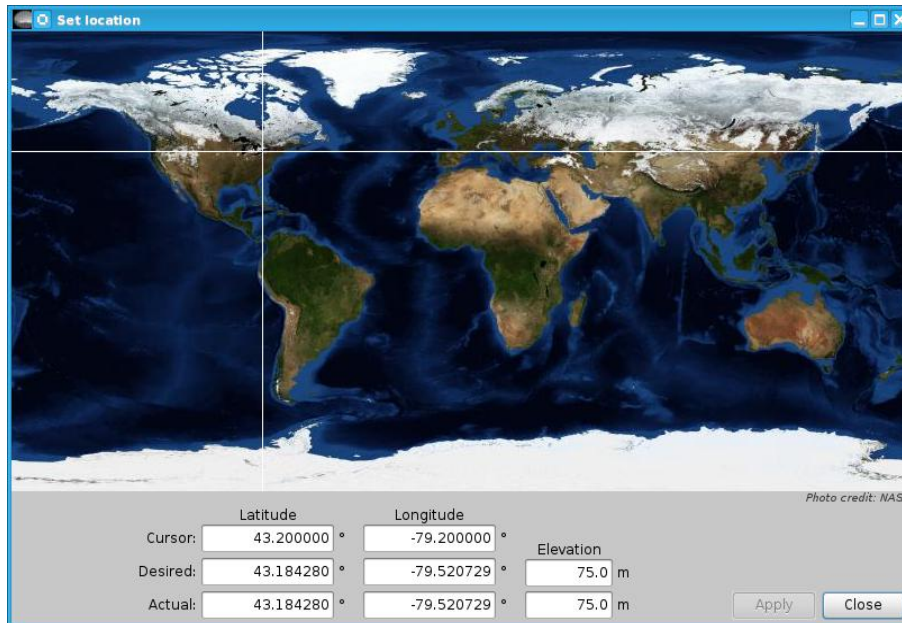 Set location
Photo credit: NAS
Latitude Longitude
Cursor: 43.200000 ° -79.200000 °
Elevation
Desired: 43.184280 ° -79.520729 ° 75.0 m
Actual: 43.184280 ° -79.520729 ° 75.0 m
Apply Close